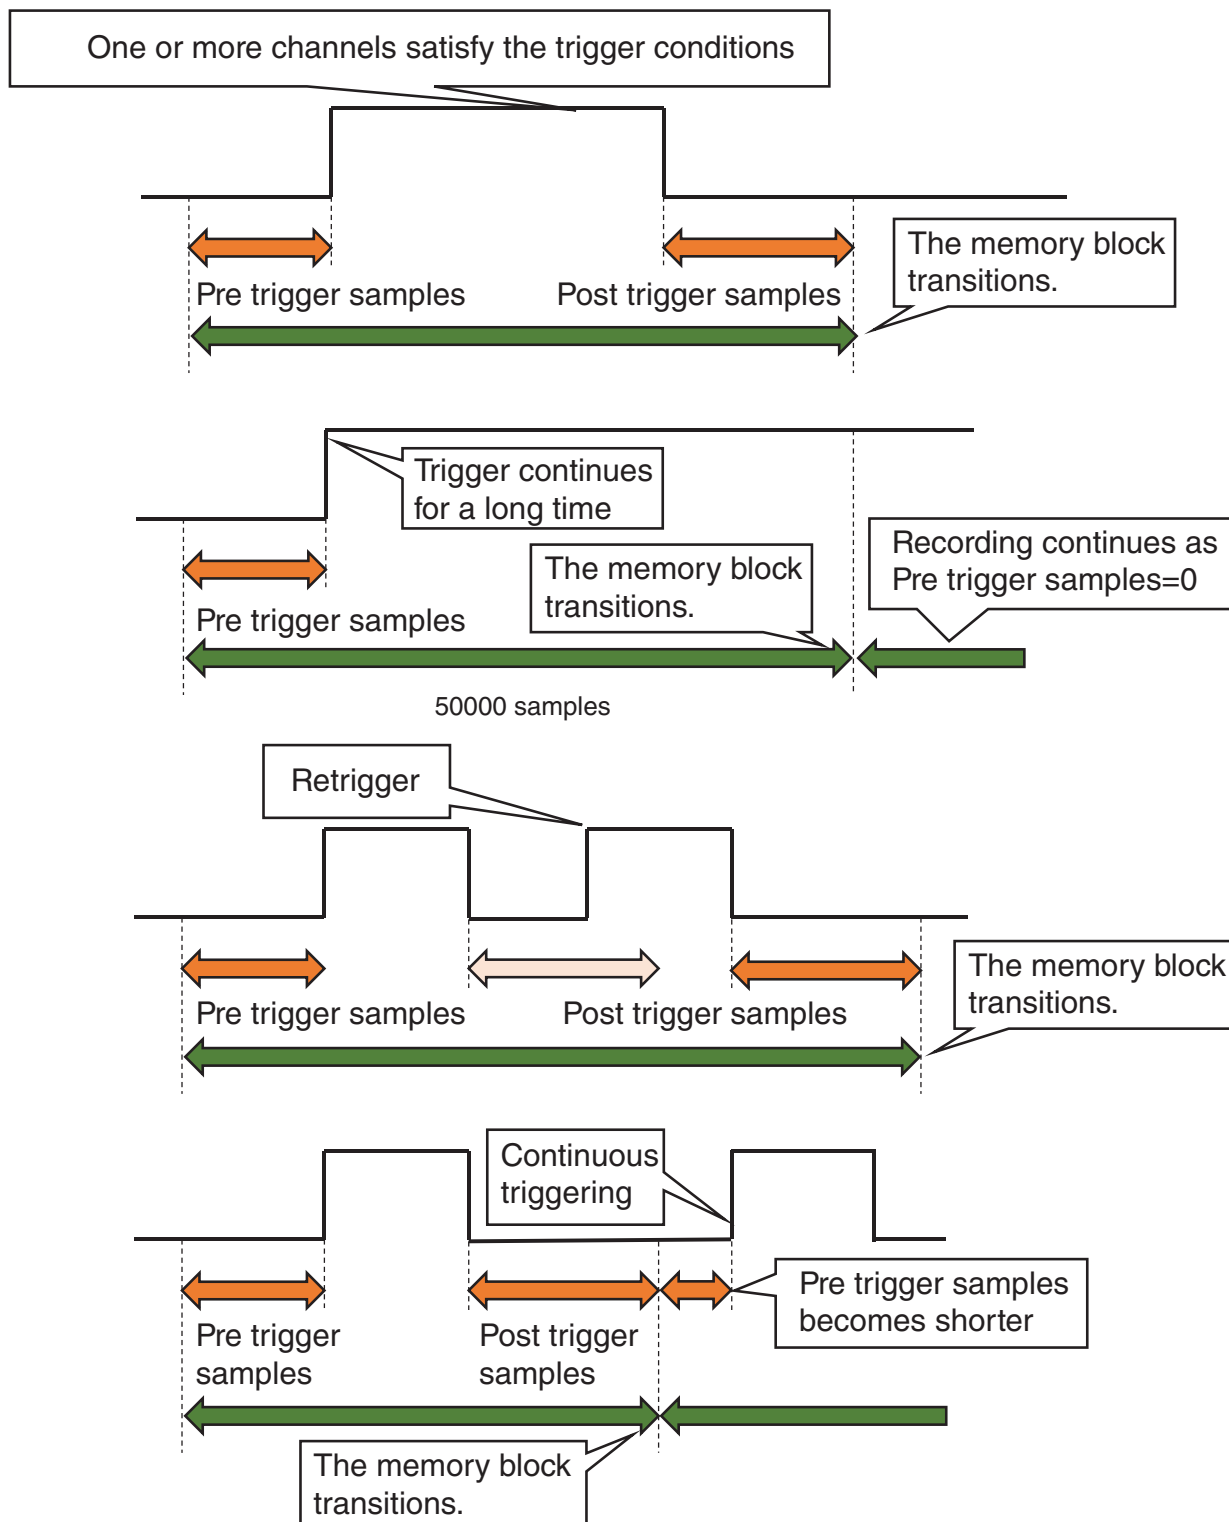 One or more channels satisfy the trigger conditions
The memory block
transitions.
Pre trigger samples
Post trigger samples
Trigger continues
for a long time
Recording continues as
Pre trigger samples=0
The memory block
transitions.
Pre trigger samples
50000 samples
Retrigger
The memory block
transitions.
Pre trigger samples
Post trigger samples
Continuous
triggering
Pre trigger samples
becomes shorter
Pre trigger
samples
Post trigger
samples
The memory block
transitions.